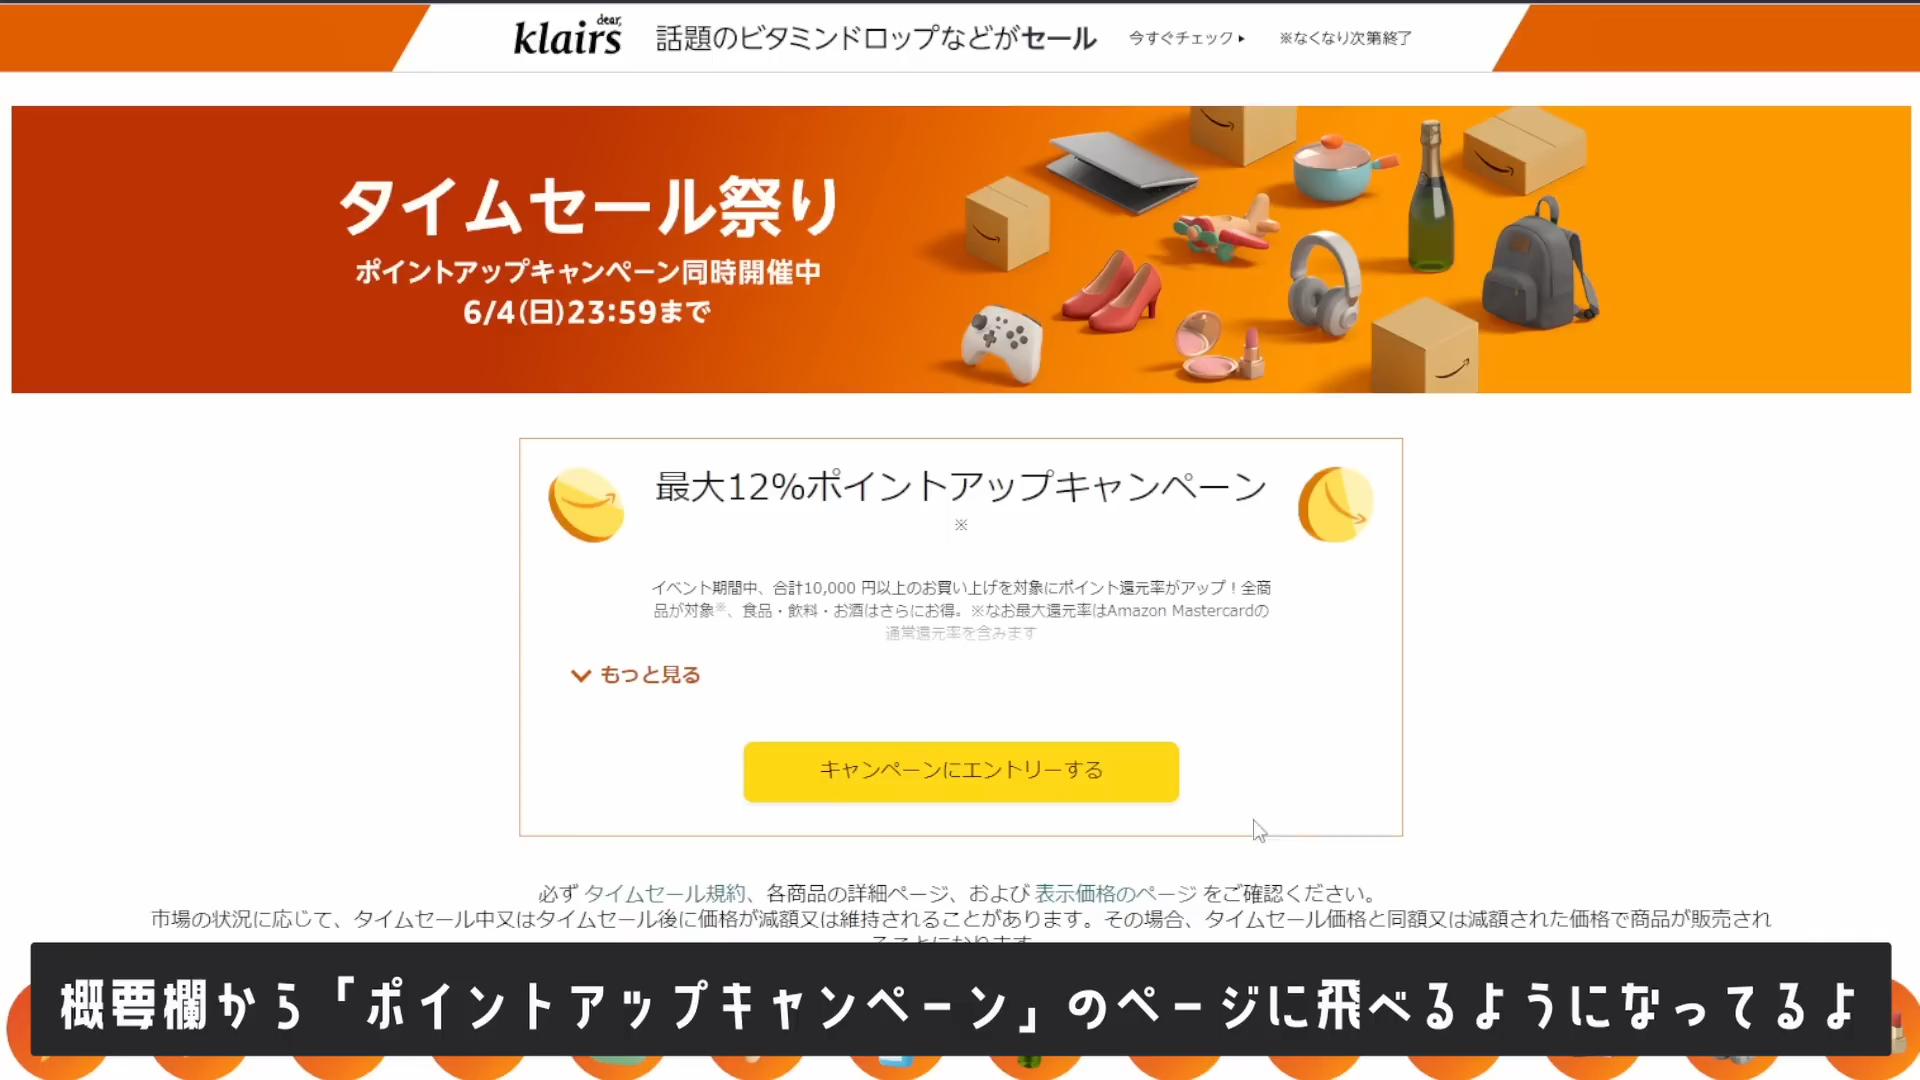 dear,
klairs 話題のビタミンドロップなどがセール 今すぐチェック ※なくなり次第終了
タイムセール祭り
ポイントアップキャンペーン同時開催中
6/4(日)23:59まで
最大12%ポイントアップキャンペーン
※
イベント期間中、合計10,000 円以上のお買い上げを対象にポイント還元率がアップ！全商
品が対象※、食品・飲料・お酒はさらにお得。※なお最大還元率はAmazon Mastercardの
通常還元率を含みます
もっと見る
キャンペーンにエントリーする
必ず タイムセール規約、各商品の詳細ページ、および 表示価格のページ をご確認ください。
市場の状況に応じて、タイムセール中又はタイムセール後に価格が減額又は維持されることがあります。その場合、タイムセール価格と同額又は減額された価格で商品が販売され
ることになります。
概要欄から「ポイントアップキャンペーン」のページに飛べるようになってるよ